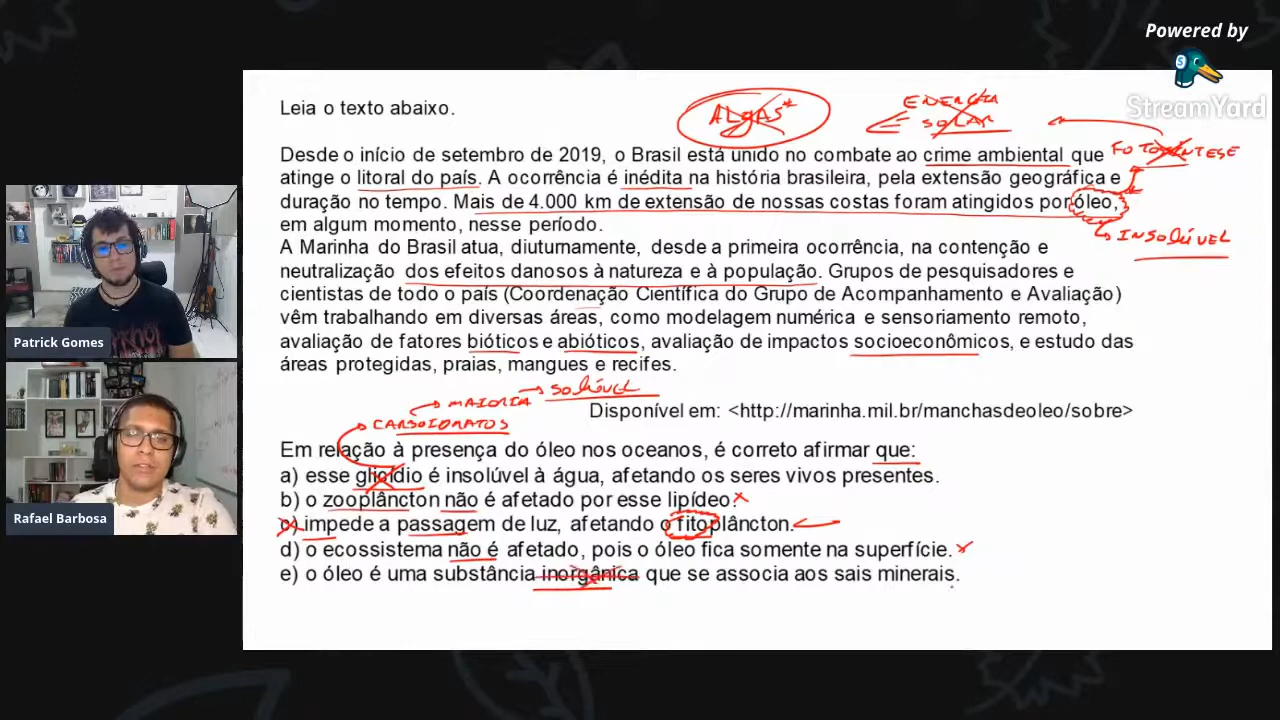 Powered by
StreamYard
Leia o texto abaixo.
ALGAS*
ENERGIA
SOLAR
Desde o início de setembro de 2019, o Brasil está unido no combate ao crime ambiental que
FOTOSSÍNTESE
atinge o litoral do país. A ocorrência é inédita na história brasileira, pela extensão geográfica e
duração no tempo. Mais de 4.000 km de extensão de nossas costas foram atingidos por óleo,
em algum momento, nesse período.
INSOLÚVEL
A Marinha do Brasil atua, diuturnamente, desde a primeira ocorrência, na contenção e
neutralização dos efeitos danosos à natureza e à população. Grupos de pesquisadores e
cientistas de todo o país (Coordenação Científica do Grupo de Acompanhamento e Avaliação)
vêm trabalhando em diversas áreas, como modelagem numérica e sensoriamento remoto,
avaliação de fatores bióticos e abióticos, avaliação de impactos socioeconômicos, e estudo das
áreas protegidas, praias, mangues e recifes.
MAIORIA → SOLÚVEL
Disponível em: <http://marinha.mil.br/manchasdeoleo/sobre>
CARBOIDRATOS
Em relação à presença do óleo nos oceanos, é correto afirmar que:
a) esse glicídio é insolúvel à água, afetando os seres vivos presentes.
b) o zooplâncton não é afetado por esse lipídeo.
c) impede a passagem de luz, afetando o fitoplâncton.
d) o ecossistema não é afetado, pois o óleo fica somente na superfície.
e) o óleo é uma substância inorgânica que se associa aos sais minerais.
Patrick Gomes
Rafael Barbosa